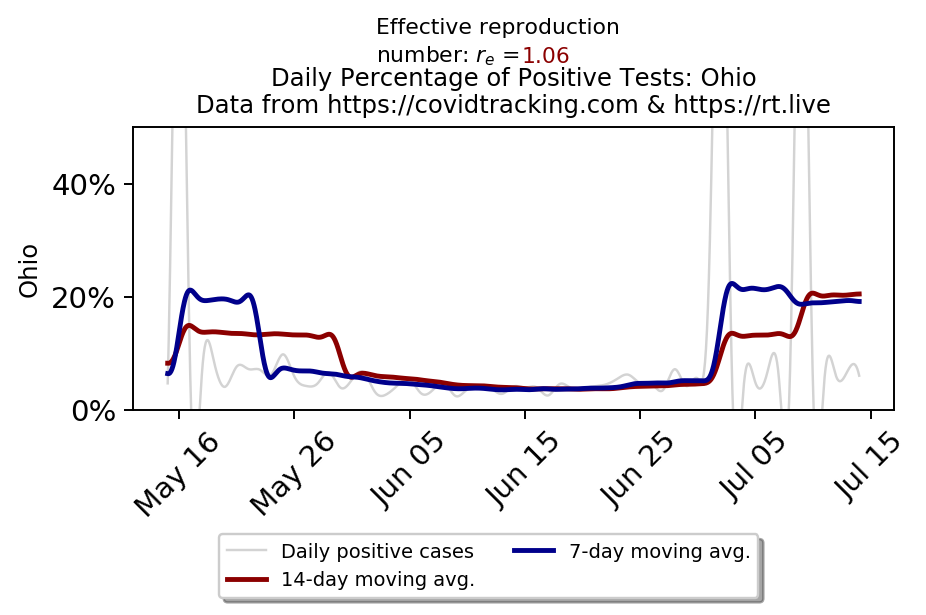 Effective reproduction
number: rₑ =1.06
Daily Percentage of Positive Tests: Ohio
Data from https://covidtracking.com & https://rt.live
Ohio
40%
20%
0%
May 16
May 26
Jun 05
Jun 15
Jun 25
Jul 05
Jul 15
Daily positive cases
14-day moving avg.
7-day moving avg.